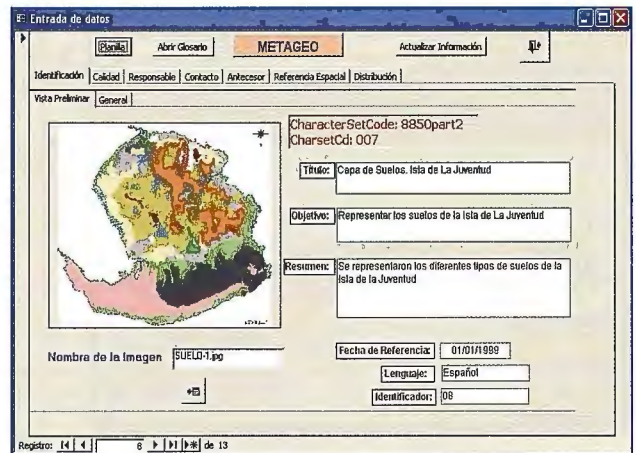 Entrada de datos
Planilla Abrir Glosario METAGEO Actualizar Información
Identificación Calidad Responsable Contacto Antecesor Referencia Espacial Distribución
Vista Preliminar General
CharacterSetCode: 8850part2
CharsetCd: 007
Título: Capa de Suelos. Isla de La Juventud
Objetivo: Representar los suelos de la Isla de La Juventud
Resumen: Se representaron los diferentes tipos de suelos de la
Isla de la Juventud
Nombre de la Imagen SUELO-1.jpg
Fecha de Referencia: 01/01/1989
Lenguaje: Español
Identificador: 08
Registro: 6 de 13